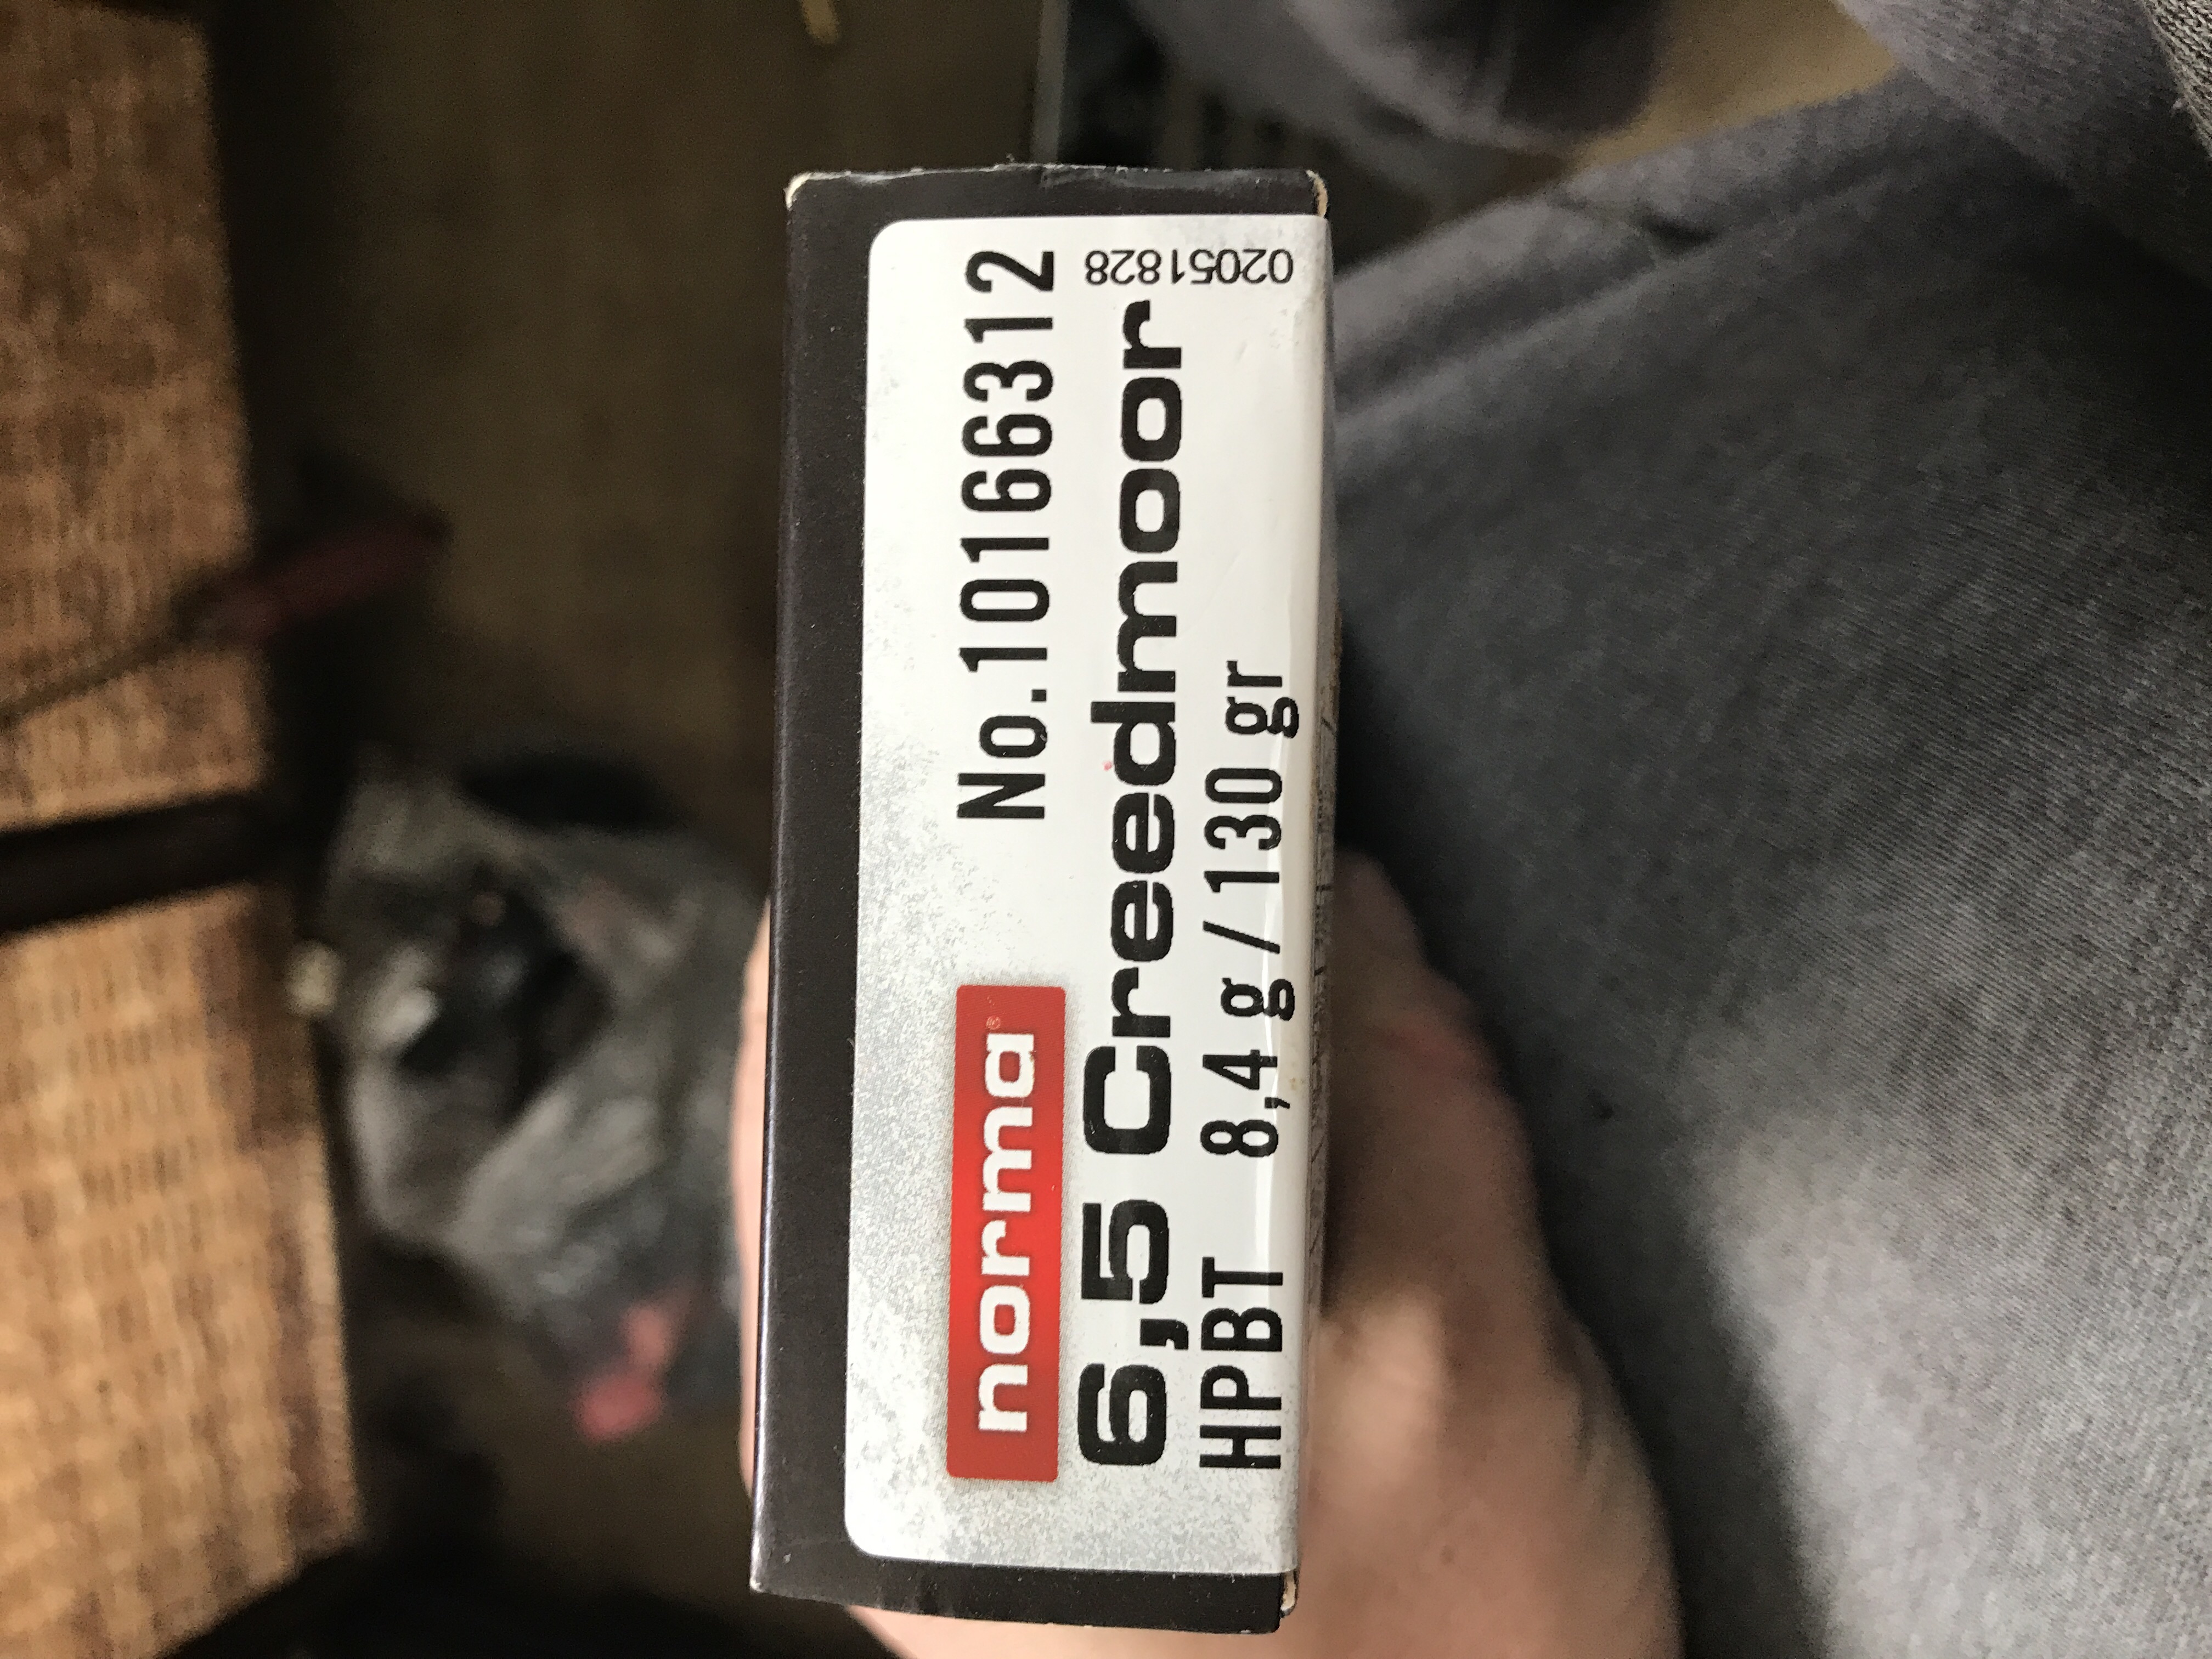 norma® No.10166312
6,5 Creedmoor
HPBT 8,4 g / 130 gr
02051828